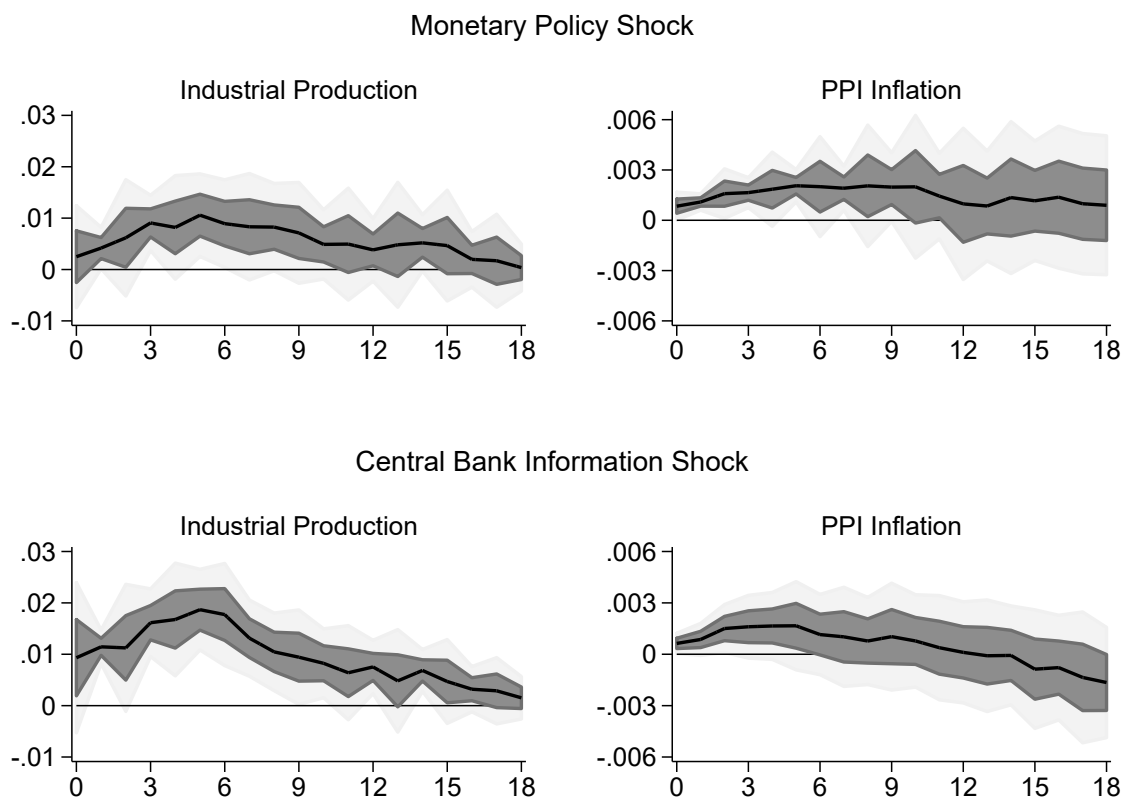 Monetary Policy Shock
Industrial Production
.03
.02
.01
0
-.01
0 3 6 9 12 15 18
PPI Inflation
.006
.003
0
-.003
-.006
0 3 6 9 12 15 18
Central Bank Information Shock
Industrial Production
.03
.02
.01
0
-.01
0 3 6 9 12 15 18
PPI Inflation
.006
.003
0
-.003
-.006
0 3 6 9 12 15 18